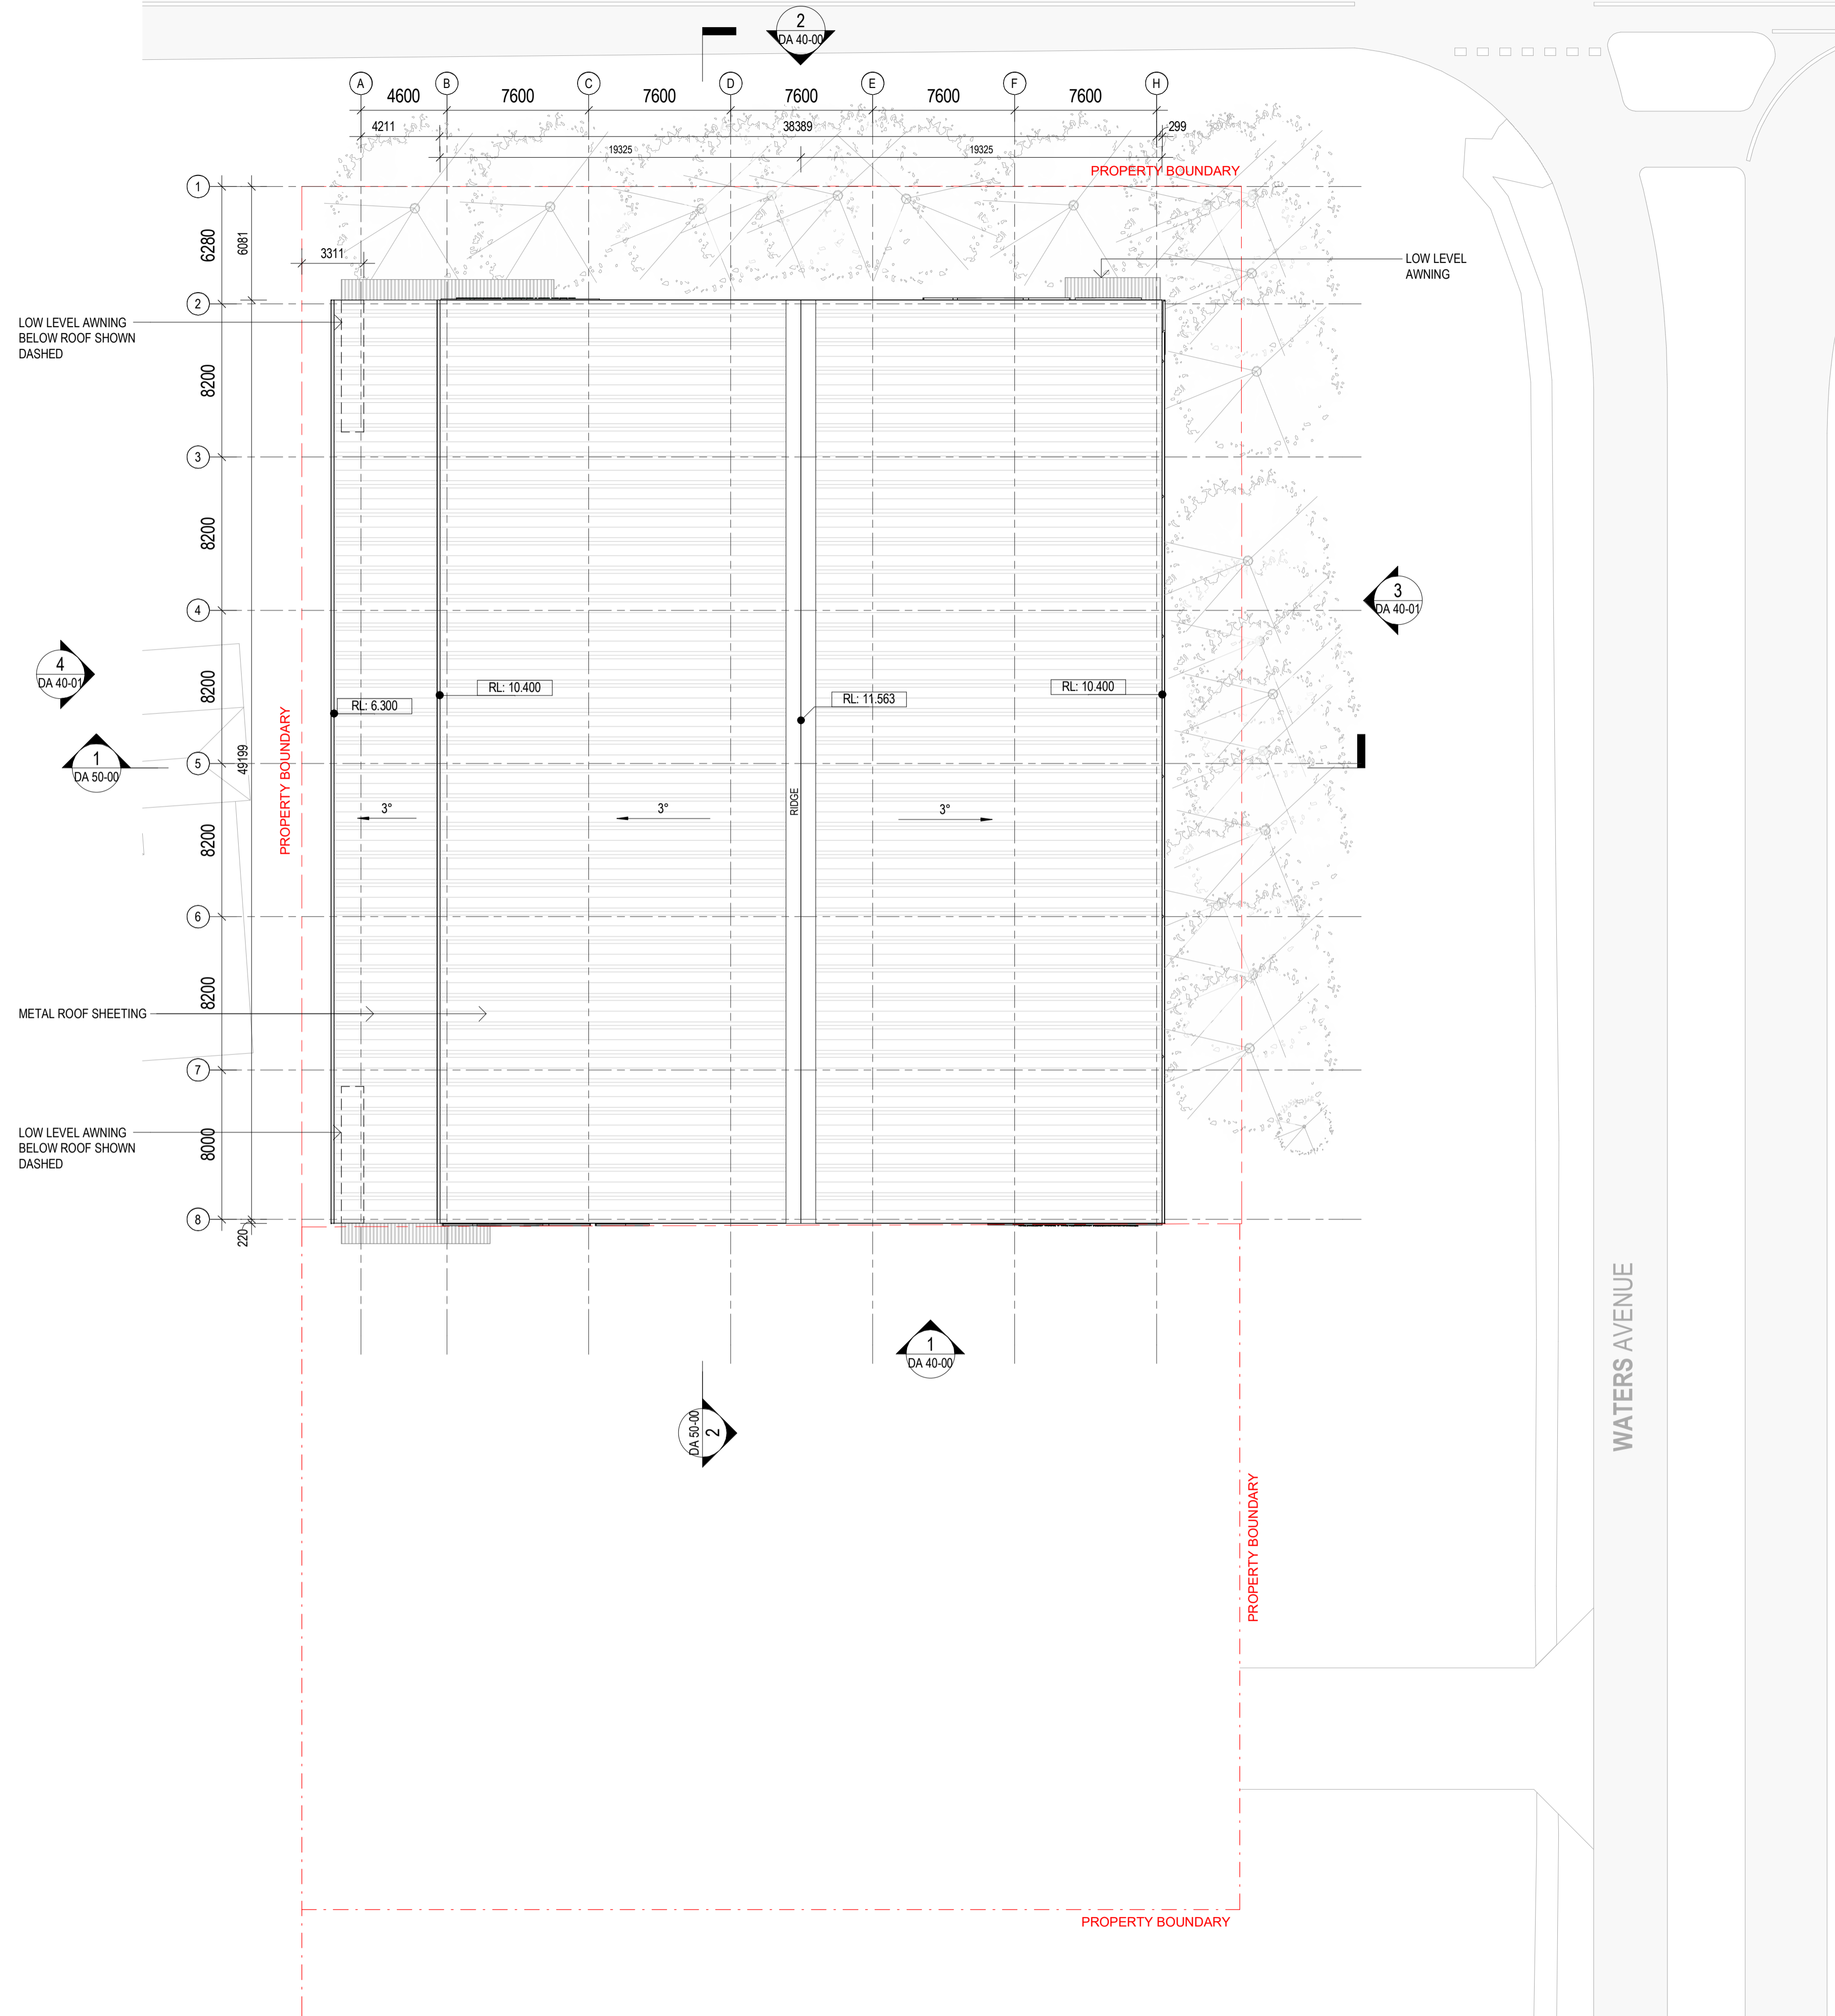 2
DA 40-00
A
B
C
D
E
F
H
4600
7600
7600
7600
7600
7600
4211
38389
299
19325
19325
PROPERTY BOUNDARY
1
6280
6081
3311
LOW LEVEL
AWNING
2
LOW LEVEL AWNING
BELOW ROOF SHOWN
DASHED
8200
3
8200
4
3
DA 40-01
4
DA 40-01
8200
RL: 6.300
RL: 10.400
RL: 11.563
RL: 10.400
PROPERTY BOUNDARY
1
DA 50-00
5
49199
RIDGE
3°
3°
3°
8200
6
8200
METAL ROOF SHEETING
7
LOW LEVEL AWNING
BELOW ROOF SHOWN
DASHED
8000
8
220
1
DA 40-00
DA 50-00
2
WATERS AVENUE
PROPERTY BOUNDARY
PROPERTY BOUNDARY